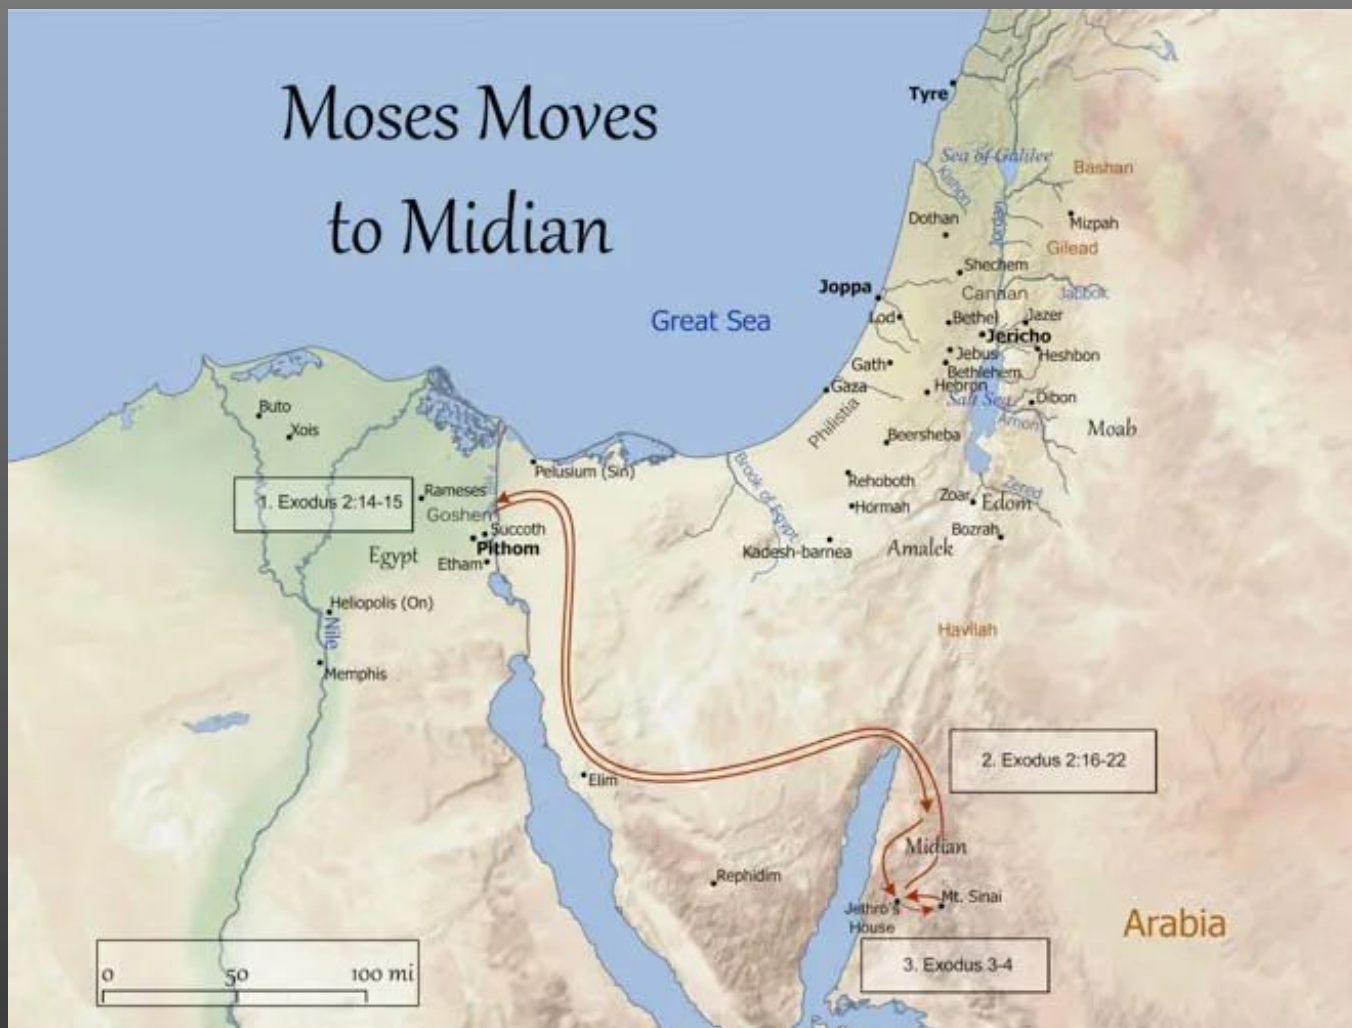 Moses Moves
to Midian
Tyre
Sea of Galilee
Bashan
Kishon
Dothan
Jordan
Mizpah
Gilead
Shechem
Joppa
Canaan
Jabbok
Great Sea
Lod
Bethel
Jazer
Jericho
Jebus
Heshbon
Gath
Bethlehem
Gaza
Hebron
Salt Sea
Dibon
Philistia
Arnon
Moab
Buto
Xois
Beersheba
Pelusium (Sin)
Brook of Egypt
Rehoboth
Zered
Rameses
1. Exodus 2:14-15
Zoar
Edom
Goshen
Hormah
Succoth
Bozrah
Pithom
Kadesh-barnea
Amalek
Egypt
Etham
Heliopolis (On)
Nile
Havilah
Memphis
2. Exodus 2:16-22
Elim
Midian
Rephidim
Mt. Sinai
Jethro's
House
Arabia
3. Exodus 3-4
0 50 100 mi